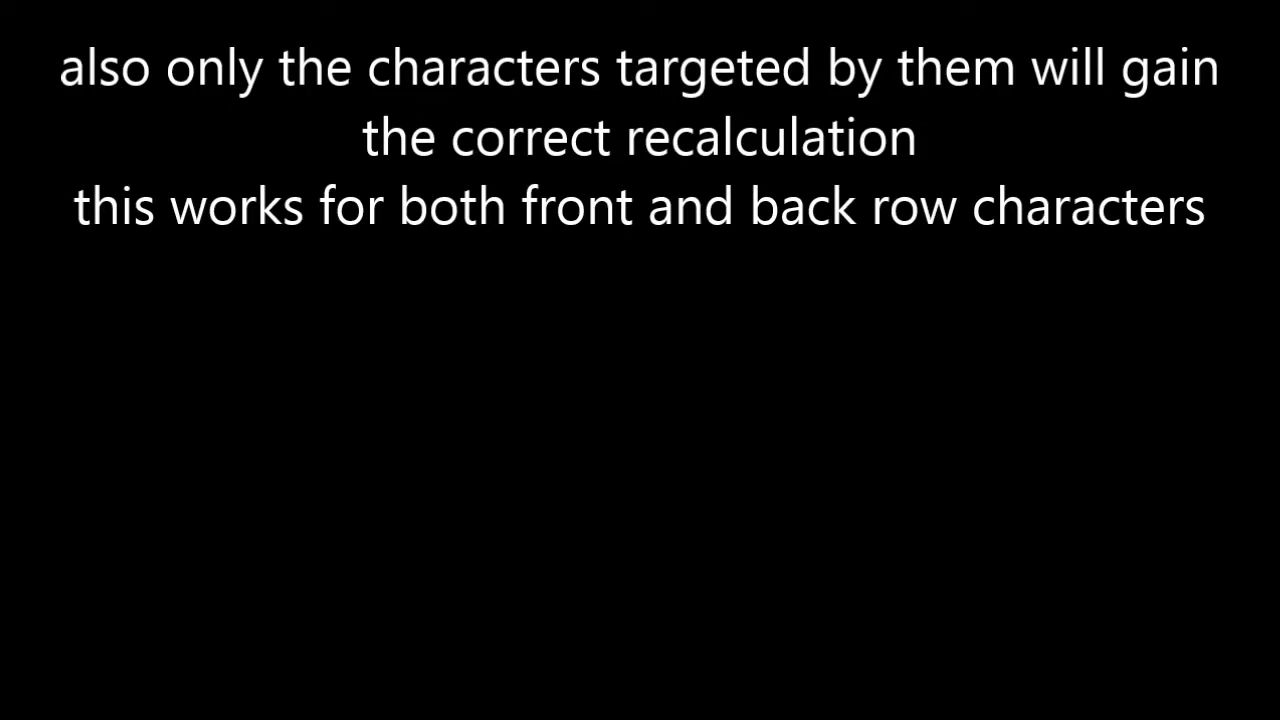 also only the characters targeted by them will gain
the correct recalculation
this works for both front and back row characters